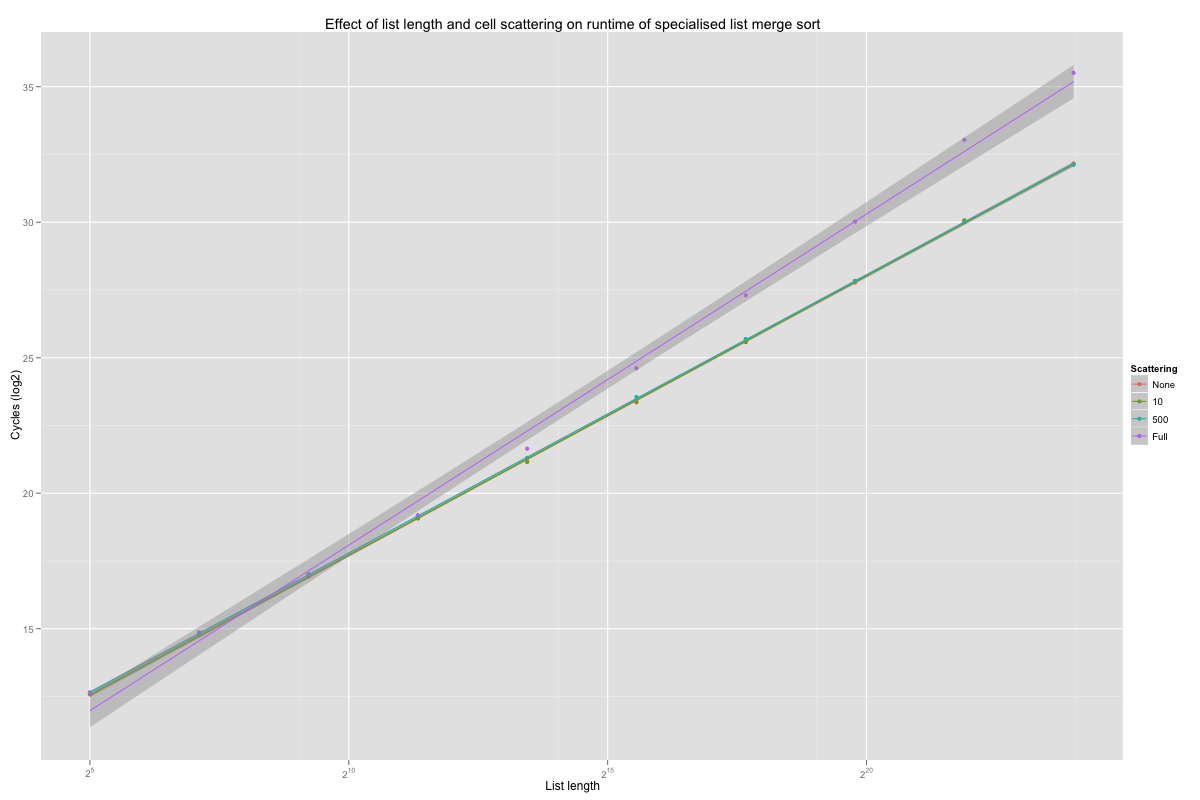 Effect of list length and cell scattering on runtime of specialised list merge sort
35
30
25
20
15
Cycles (log2)
2^5
2^10
2^15
2^20
List length
Scattering
None
10
500
Full